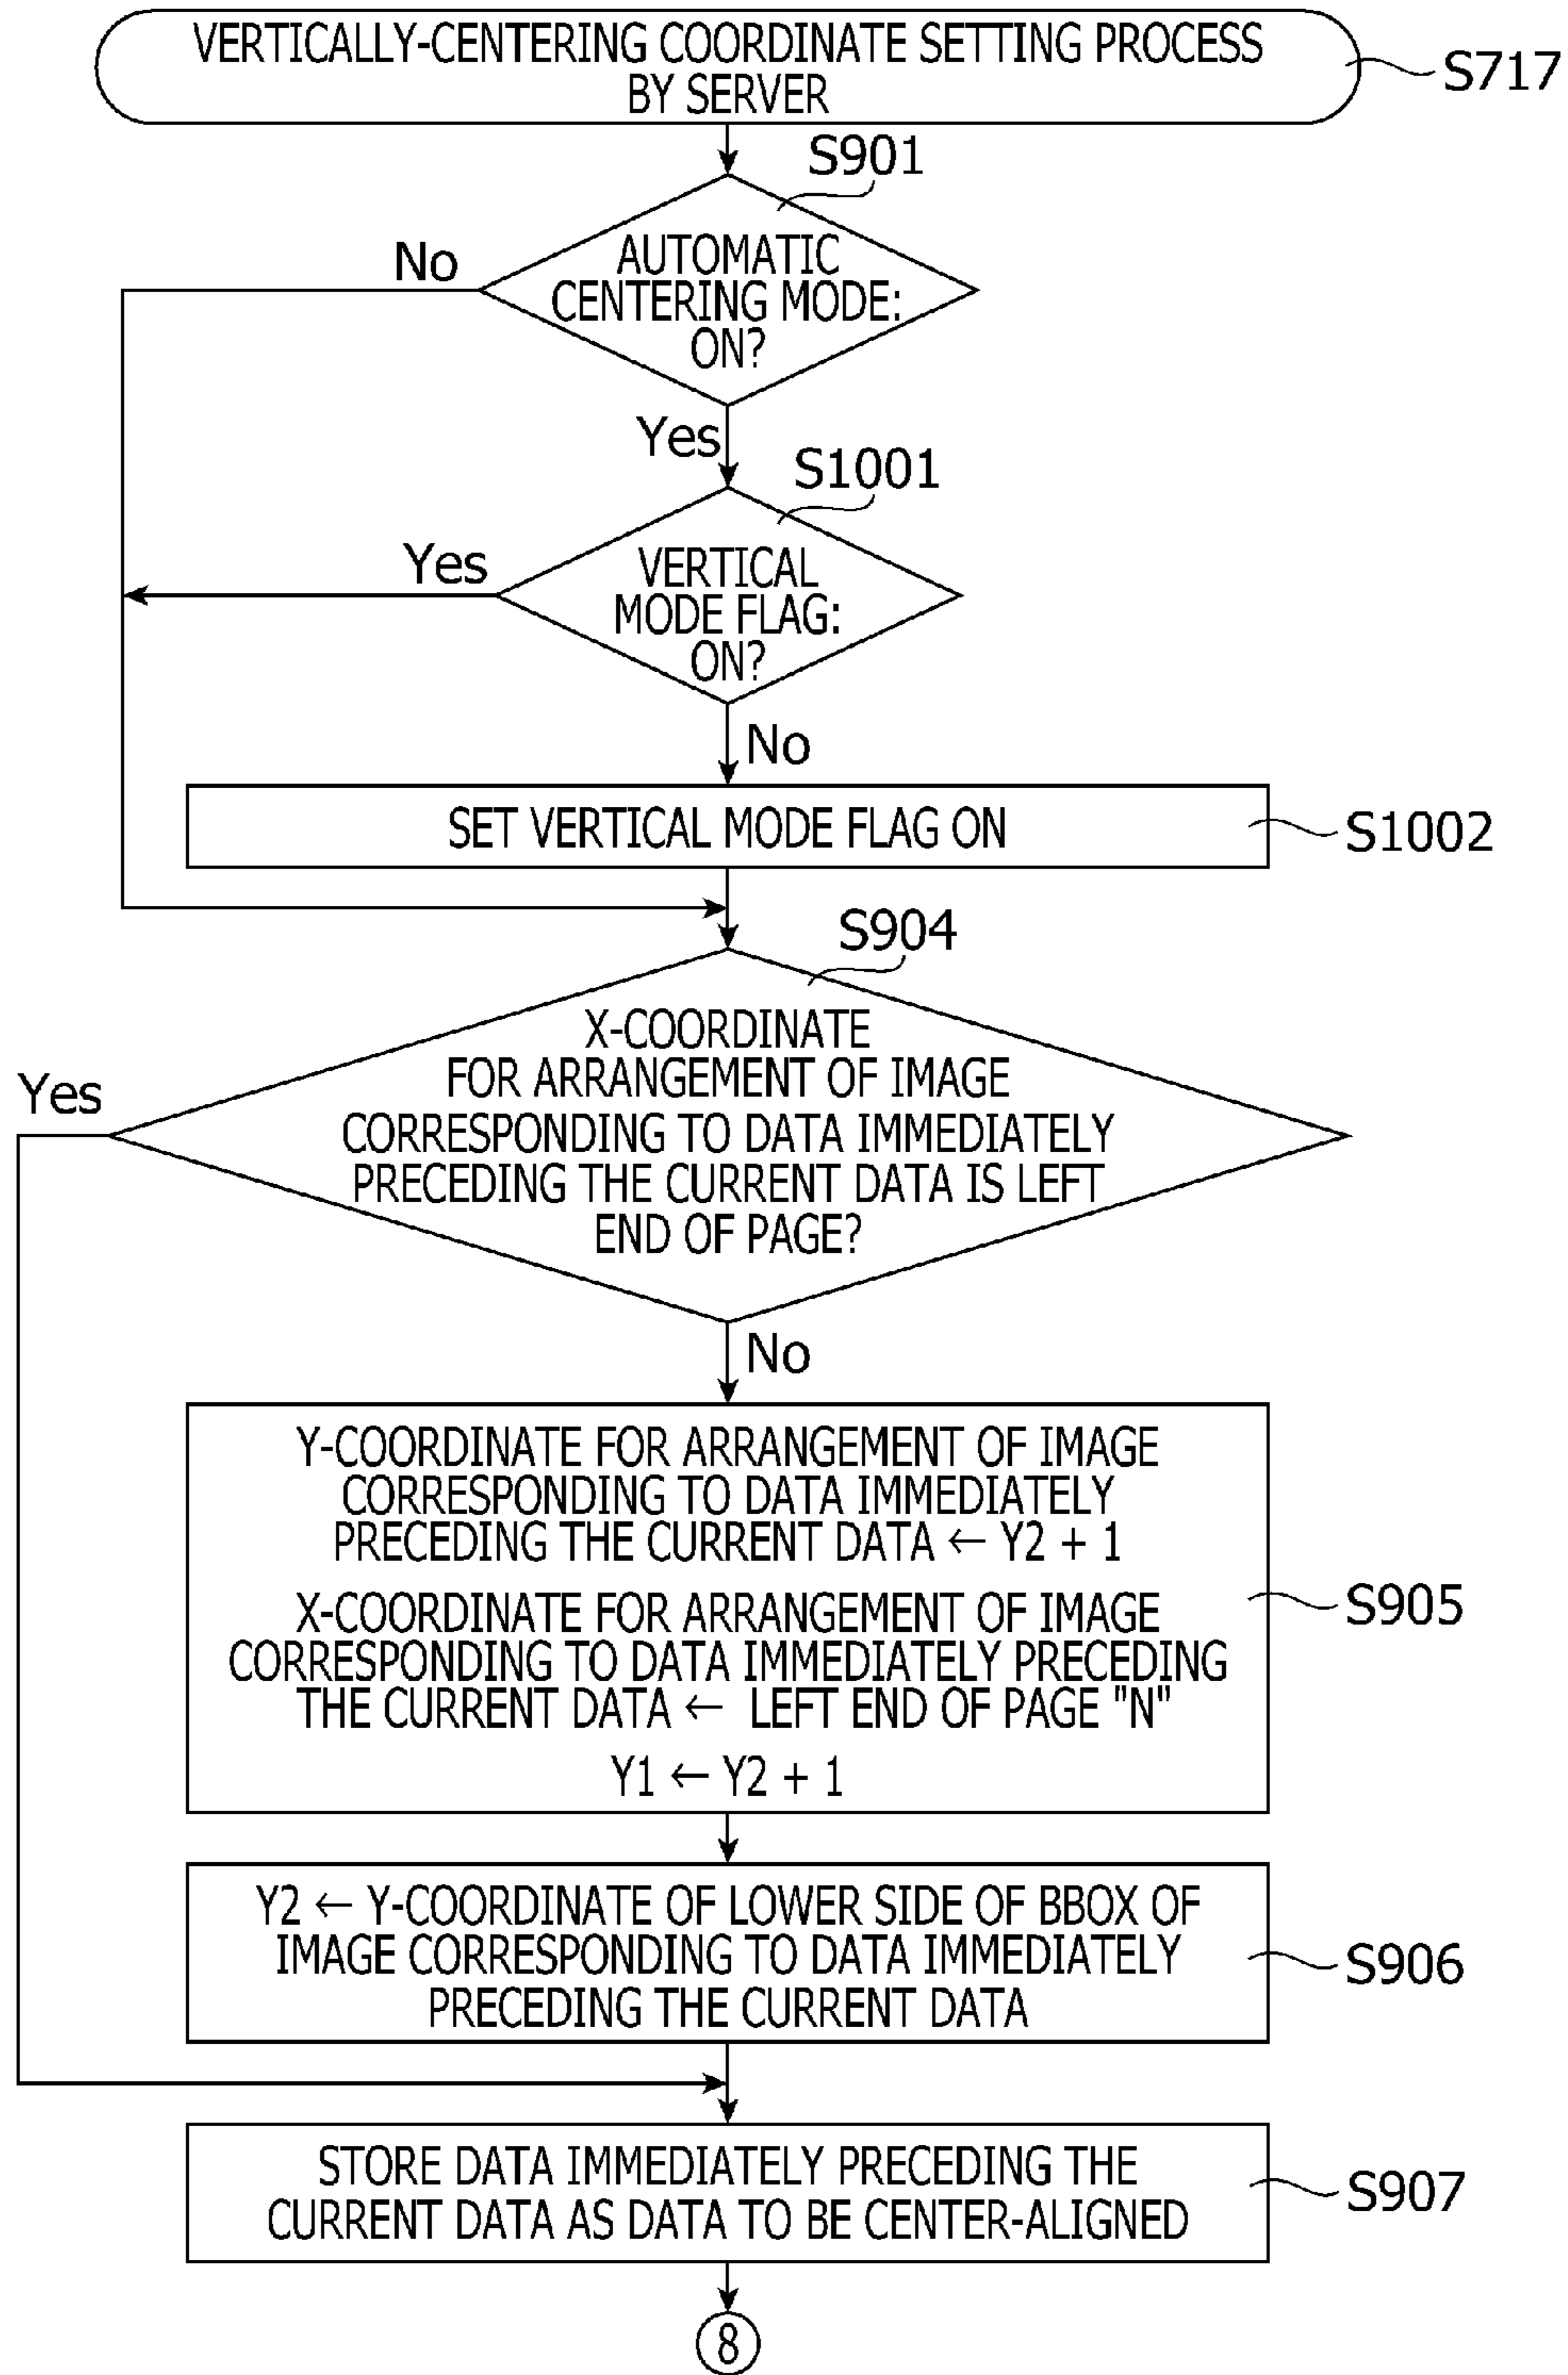 VERTICALLY-CENTERING COORDINATE SETTING PROCESS
BY SERVER
S717
S901
AUTOMATIC
CENTERING MODE:
ON?
No
Yes
S1001
VERTICAL
MODE FLAG:
ON?
Yes
No
SET VERTICAL MODE FLAG ON
S1002
S904
X-COORDINATE
FOR ARRANGEMENT OF IMAGE
CORRESPONDING TO DATA IMMEDIATELY
PRECEDING THE CURRENT DATA IS LEFT
END OF PAGE?
Yes
No
Y-COORDINATE FOR ARRANGEMENT OF IMAGE
CORRESPONDING TO DATA IMMEDIATELY
PRECEDING THE CURRENT DATA ← Y2 + 1
X-COORDINATE FOR ARRANGEMENT OF IMAGE
CORRESPONDING TO DATA IMMEDIATELY PRECEDING
THE CURRENT DATA ← LEFT END OF PAGE "N"
Y1 ← Y2 + 1
S905
Y2 ← Y-COORDINATE OF LOWER SIDE OF BBOX OF
IMAGE CORRESPONDING TO DATA IMMEDIATELY
PRECEDING THE CURRENT DATA
S906
STORE DATA IMMEDIATELY PRECEDING THE
CURRENT DATA AS DATA TO BE CENTER-ALIGNED
S907
8